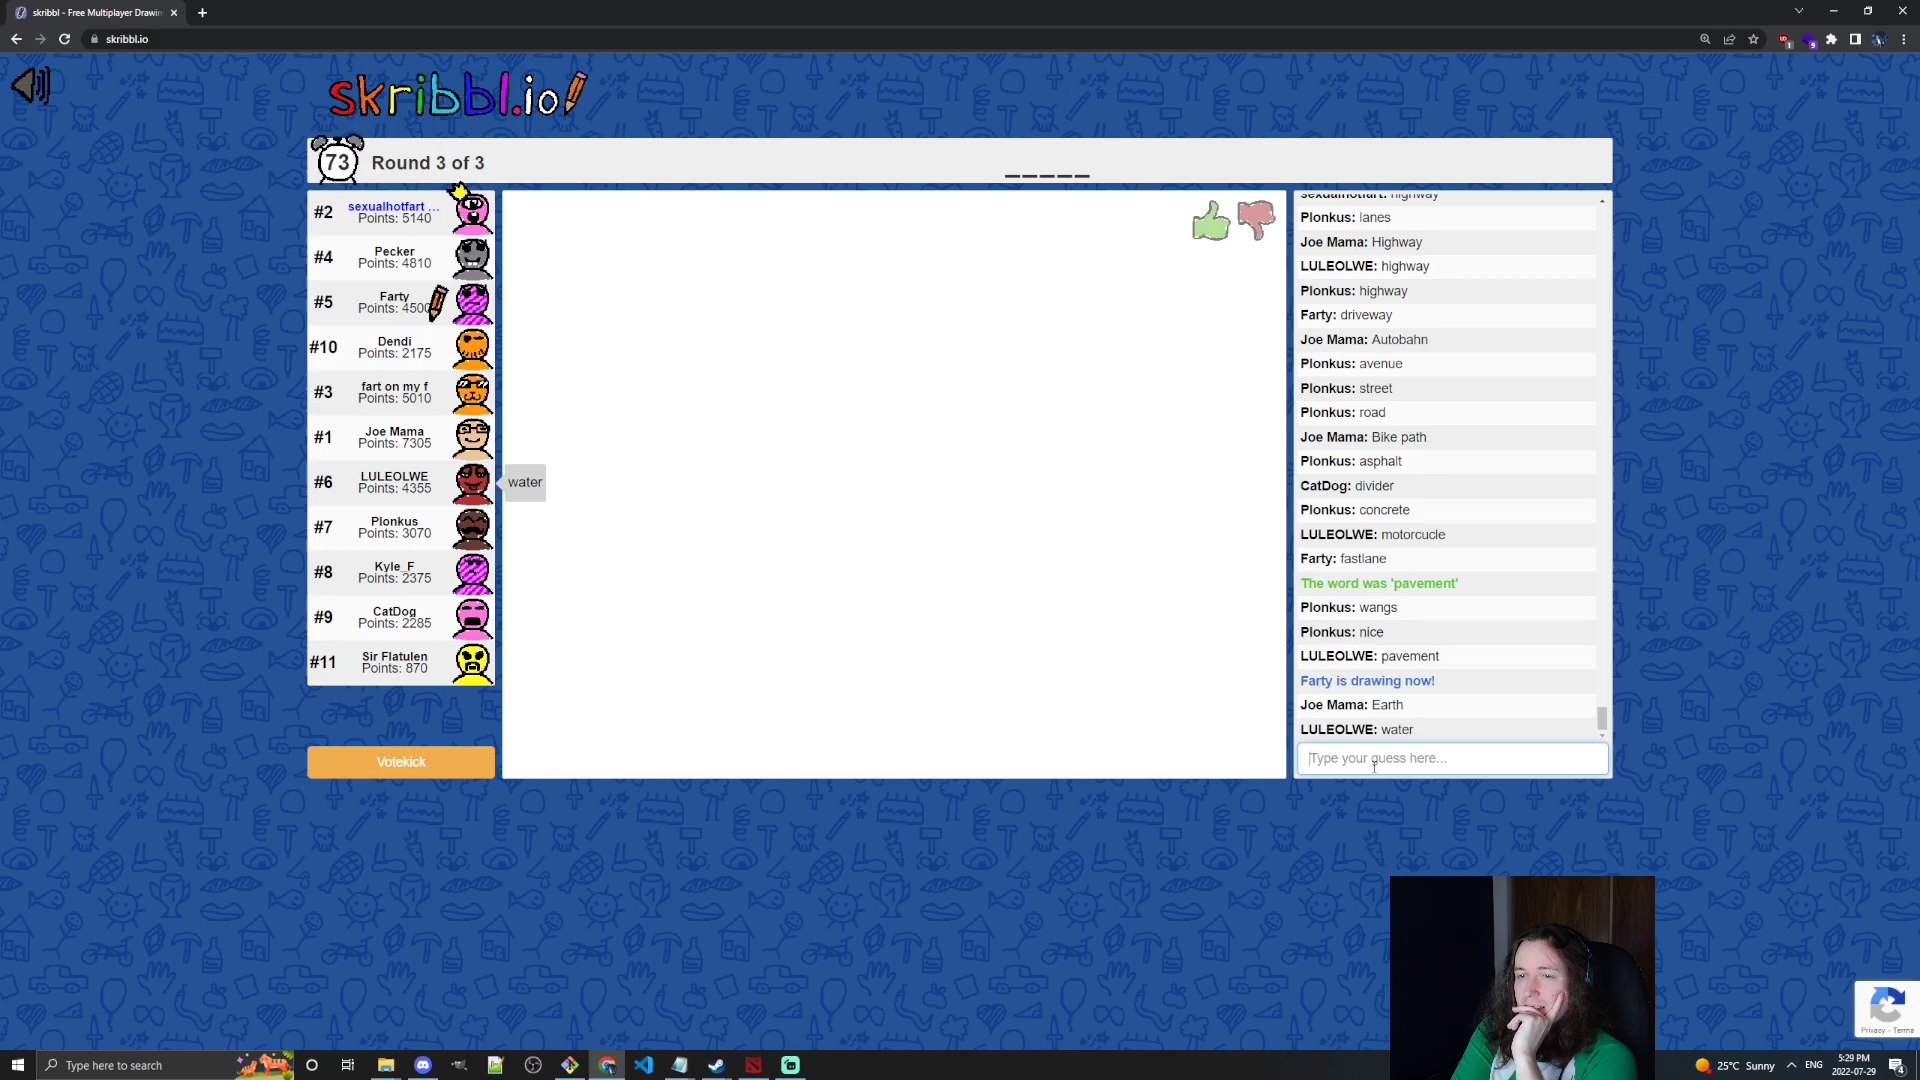 skribbl - Free Multiplayer Drawin
skribbl.io
skribbl.io
73
Round 3 of 3
_ _ _ _ _
#2
sexualhotfart ...
Points: 5140
#4
Pecker
Points: 4810
#5
Farty
Points: 4500
#10
Dendi
Points: 2175
#3
fart on my f
Points: 5010
#1
Joe Mama
Points: 7305
#6
LULEOLWE
Points: 4355
water
#7
Plonkus
Points: 3070
#8
Kyle_F
Points: 2375
#9
CatDog
Points: 2285
#11
Sir Flatulen
Points: 870
Votekick
sexualhotfart: highway
Plonkus: lanes
Joe Mama: Highway
LULEOLWE: highway
Plonkus: highway
Farty: driveway
Joe Mama: Autobahn
Plonkus: avenue
Plonkus: street
Plonkus: road
Joe Mama: Bike path
Plonkus: asphalt
CatDog: divider
Plonkus: concrete
LULEOLWE: motorcucle
Farty: fastlane
The word was 'pavement'
Plonkus: wangs
Plonkus: nice
LULEOLWE: pavement
Farty is drawing now!
Joe Mama: Earth
LULEOLWE: water
Type your guess here...
Privacy - Terms
Type here to search
25°C Sunny
ENG
5:29 PM
2022-07-29
4